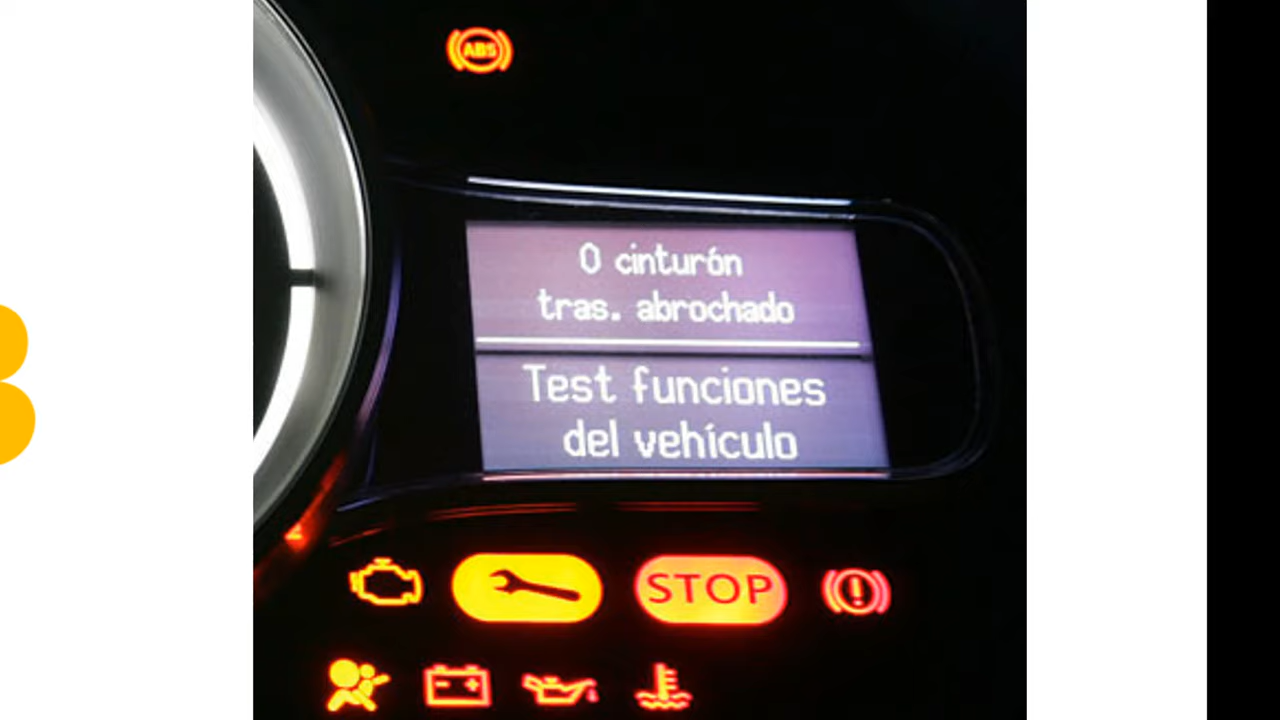 ABS
0 cinturón
tras. abrochado
Test funciones
del vehículo
STOP